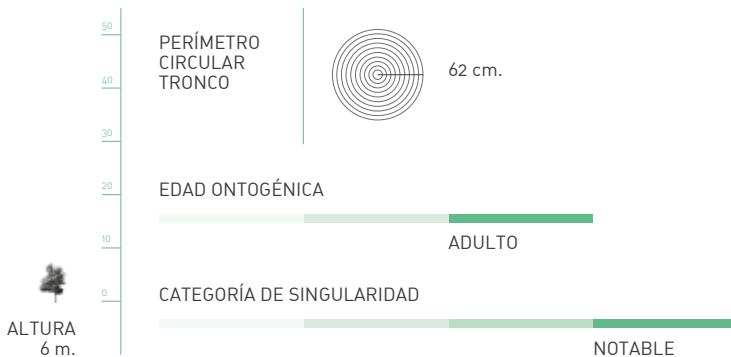 50
40
30
20
10
0
ALTURA
6 m.
PERÍMETRO
CIRCULAR
TRONCO
62 cm.
EDAD ONTOGÉNICA
ADULTO
CATEGORÍA DE SINGULARIDAD
NOTABLE